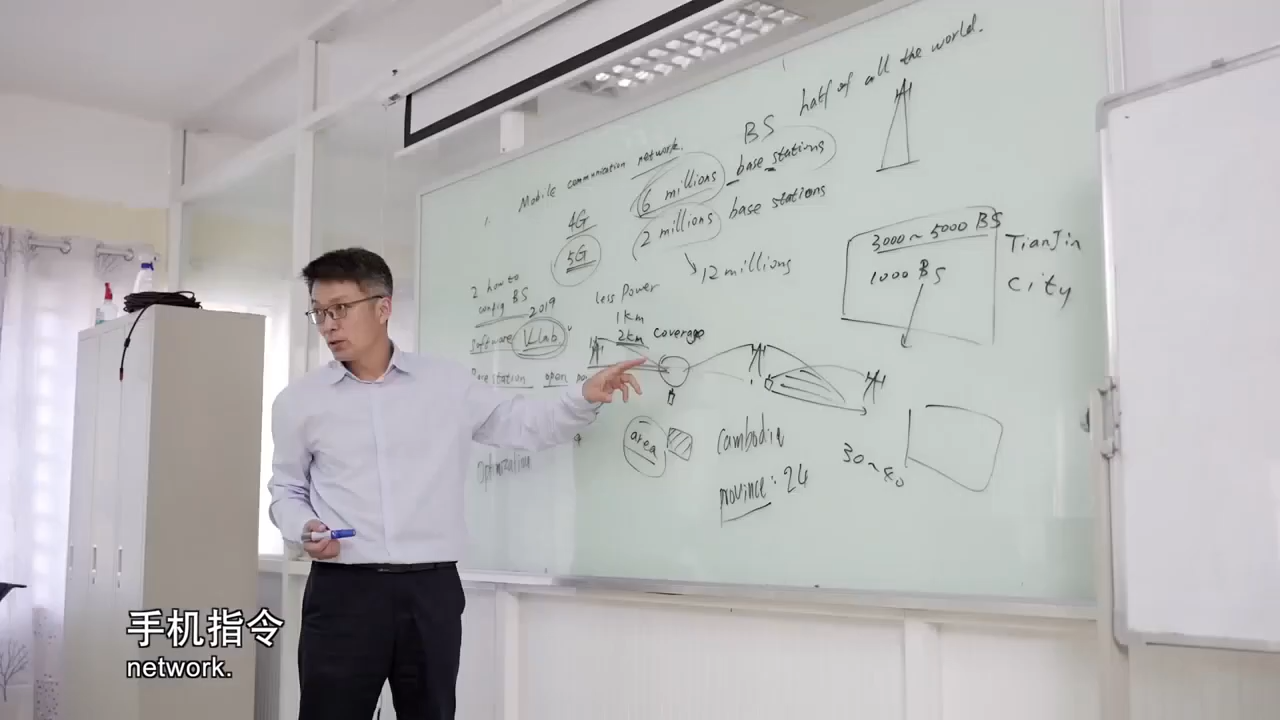 half of all the world.
BS
1. Mobile communication network.
4G
6 millions base stations
5G
2 millions base stations
12 millions
3000~5000 BS
1000 BS
TianJin
City
2 how to
config BS
2019
software Vlab
less power
1km
2km coverage
Base station open
area
Cambodia
30~40
province: 24
optimization
手机指令
network.